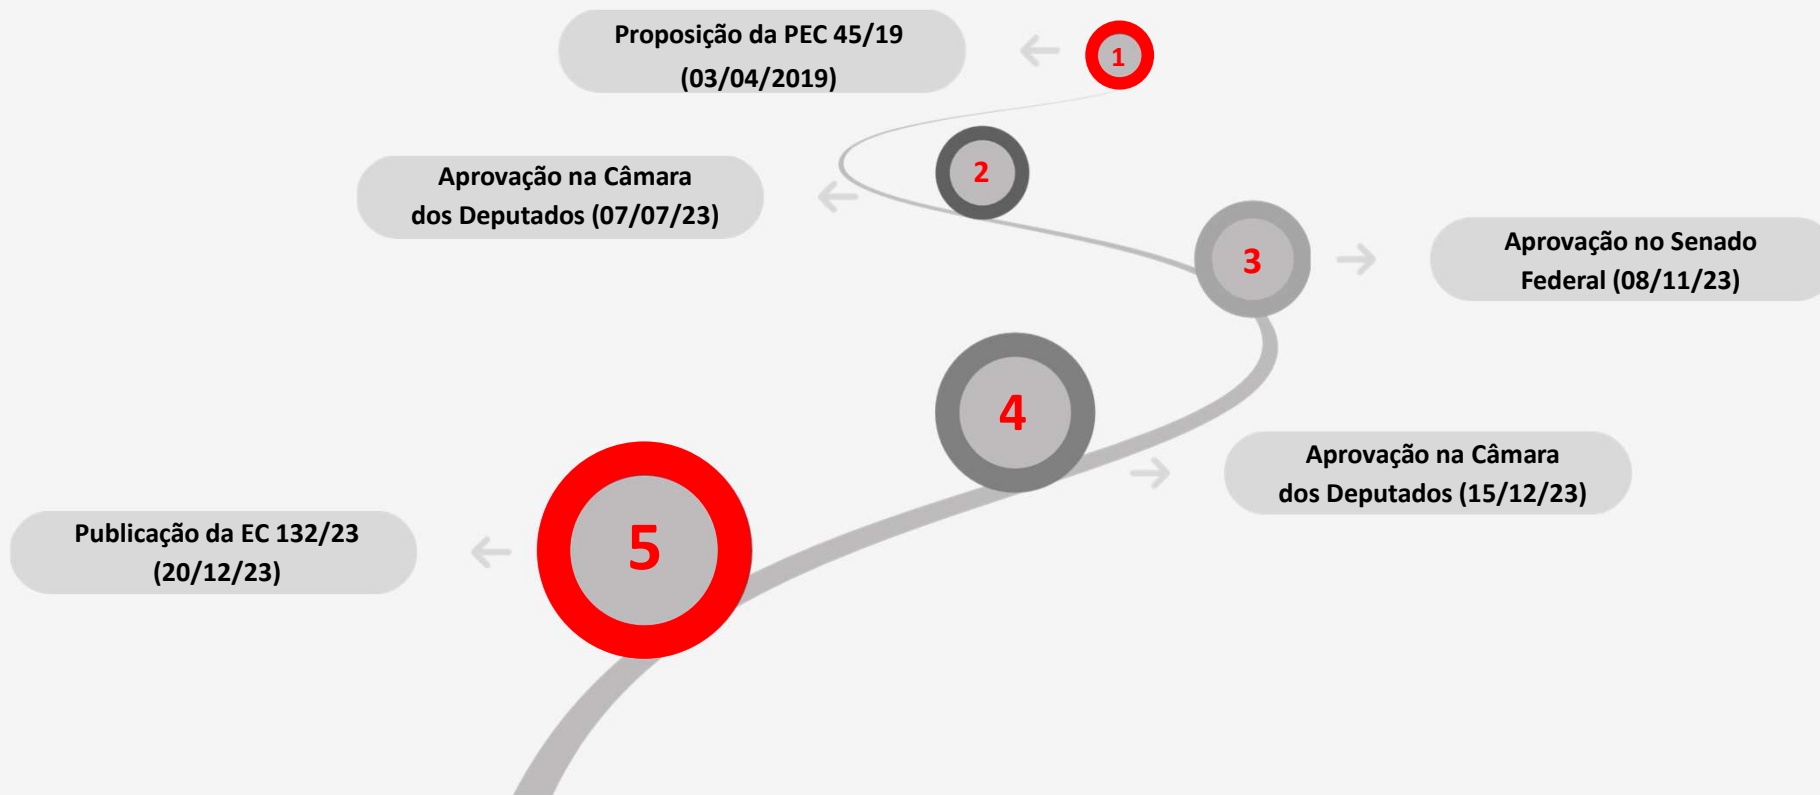 Proposição da PEC 45/19
(03/04/2019)
1
Aprovação na Câmara
dos Deputados (07/07/23)
2
3
Aprovação no Senado
Federal (08/11/23)
4
Aprovação na Câmara
dos Deputados (15/12/23)
Publicação da EC 132/23
(20/12/23)
5